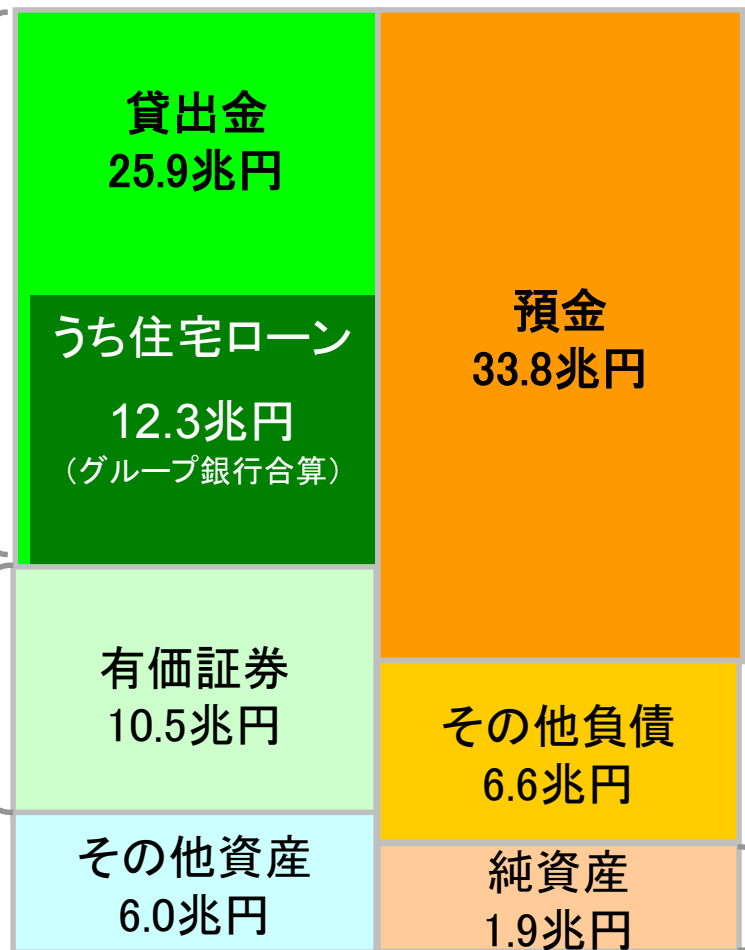 貸出金
25.9兆円
うち住宅ローン
12.3兆円
（グループ銀行合算）
有価証券
10.5兆円
その他資産
6.0兆円
預金
33.8兆円
その他負債
6.6兆円
純資産
1.9兆円